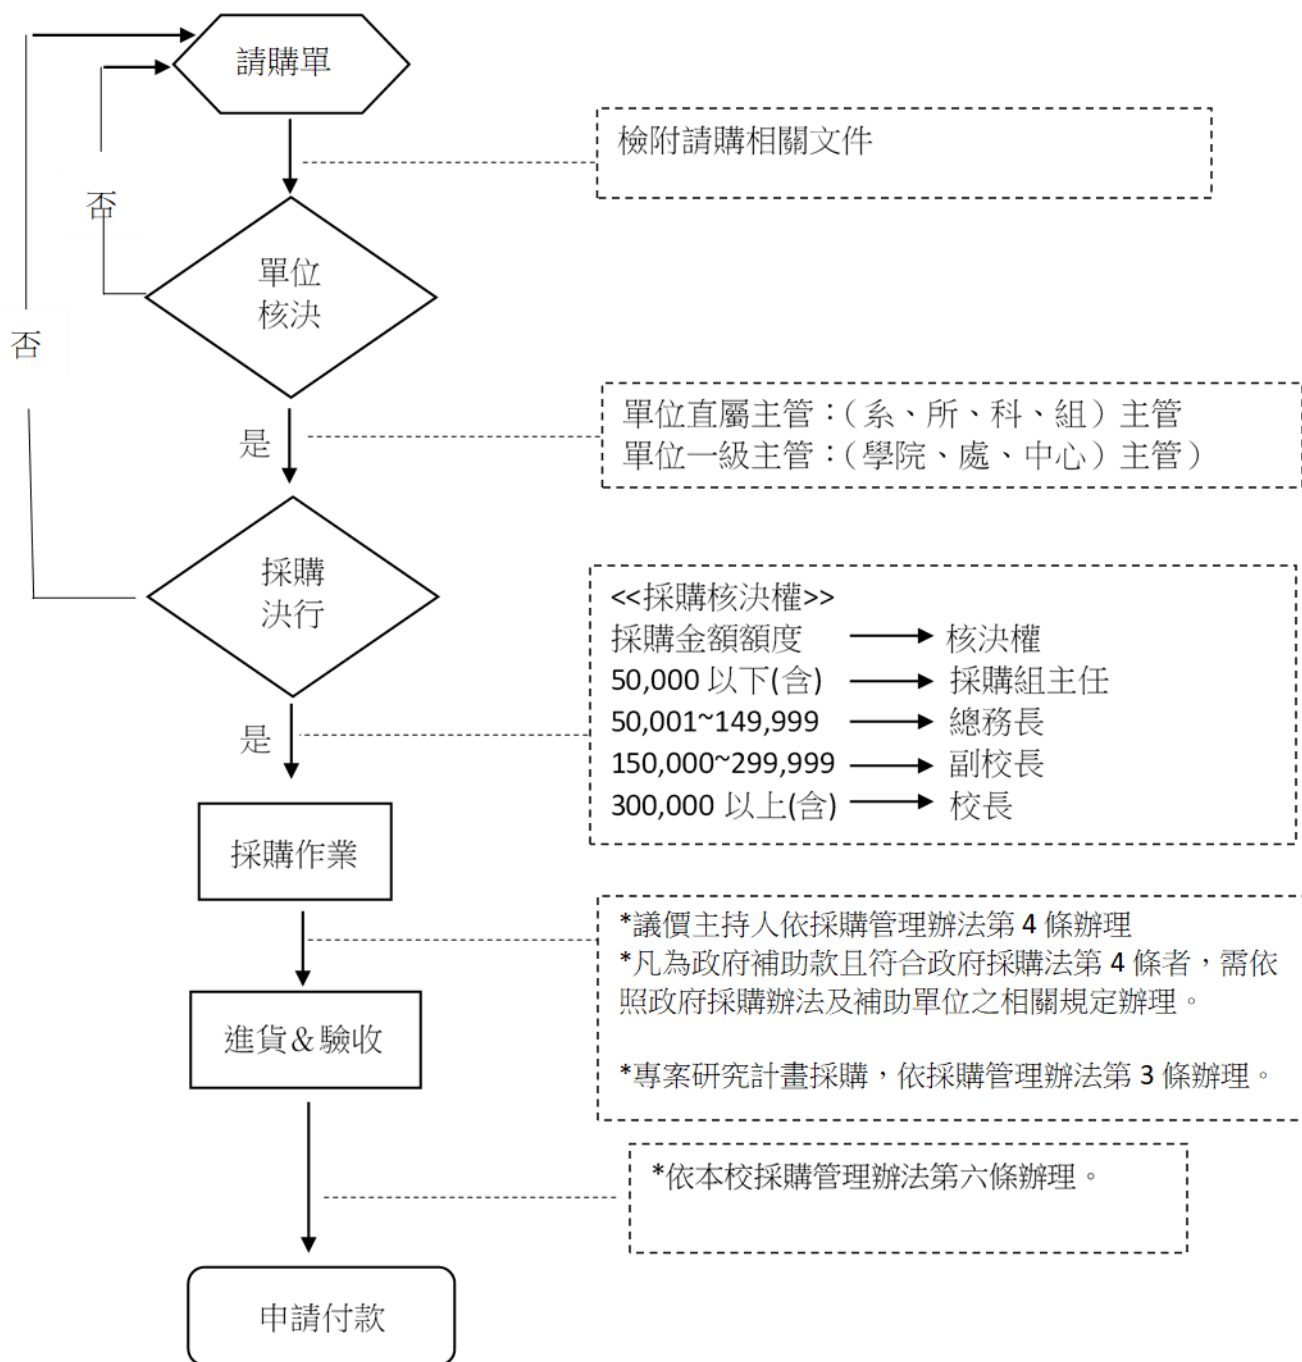 請購單
檢附請購相關文件
否
單位
核決
否
單位直屬主管：（系、所、科、組）主管
單位一級主管：（學院、處、中心）主管）
是
採購
決行
<<採購核決權>>
採購金額額度 核決權
50,000 以下(含) 採購組主任
50,001~149,999 總務長
150,000~299,999 副校長
300,000 以上(含) 校長
是
採購作業
*議價主持人依採購管理辦法第 4 條辦理
*凡為政府補助款且符合政府採購法第 4 條者，需依
照政府採購辦法及補助單位之相關規定辦理。
*專案研究計畫採購，依採購管理辦法第 3 條辦理。
進貨＆驗收
*依本校採購管理辦法第六條辦理。
申請付款